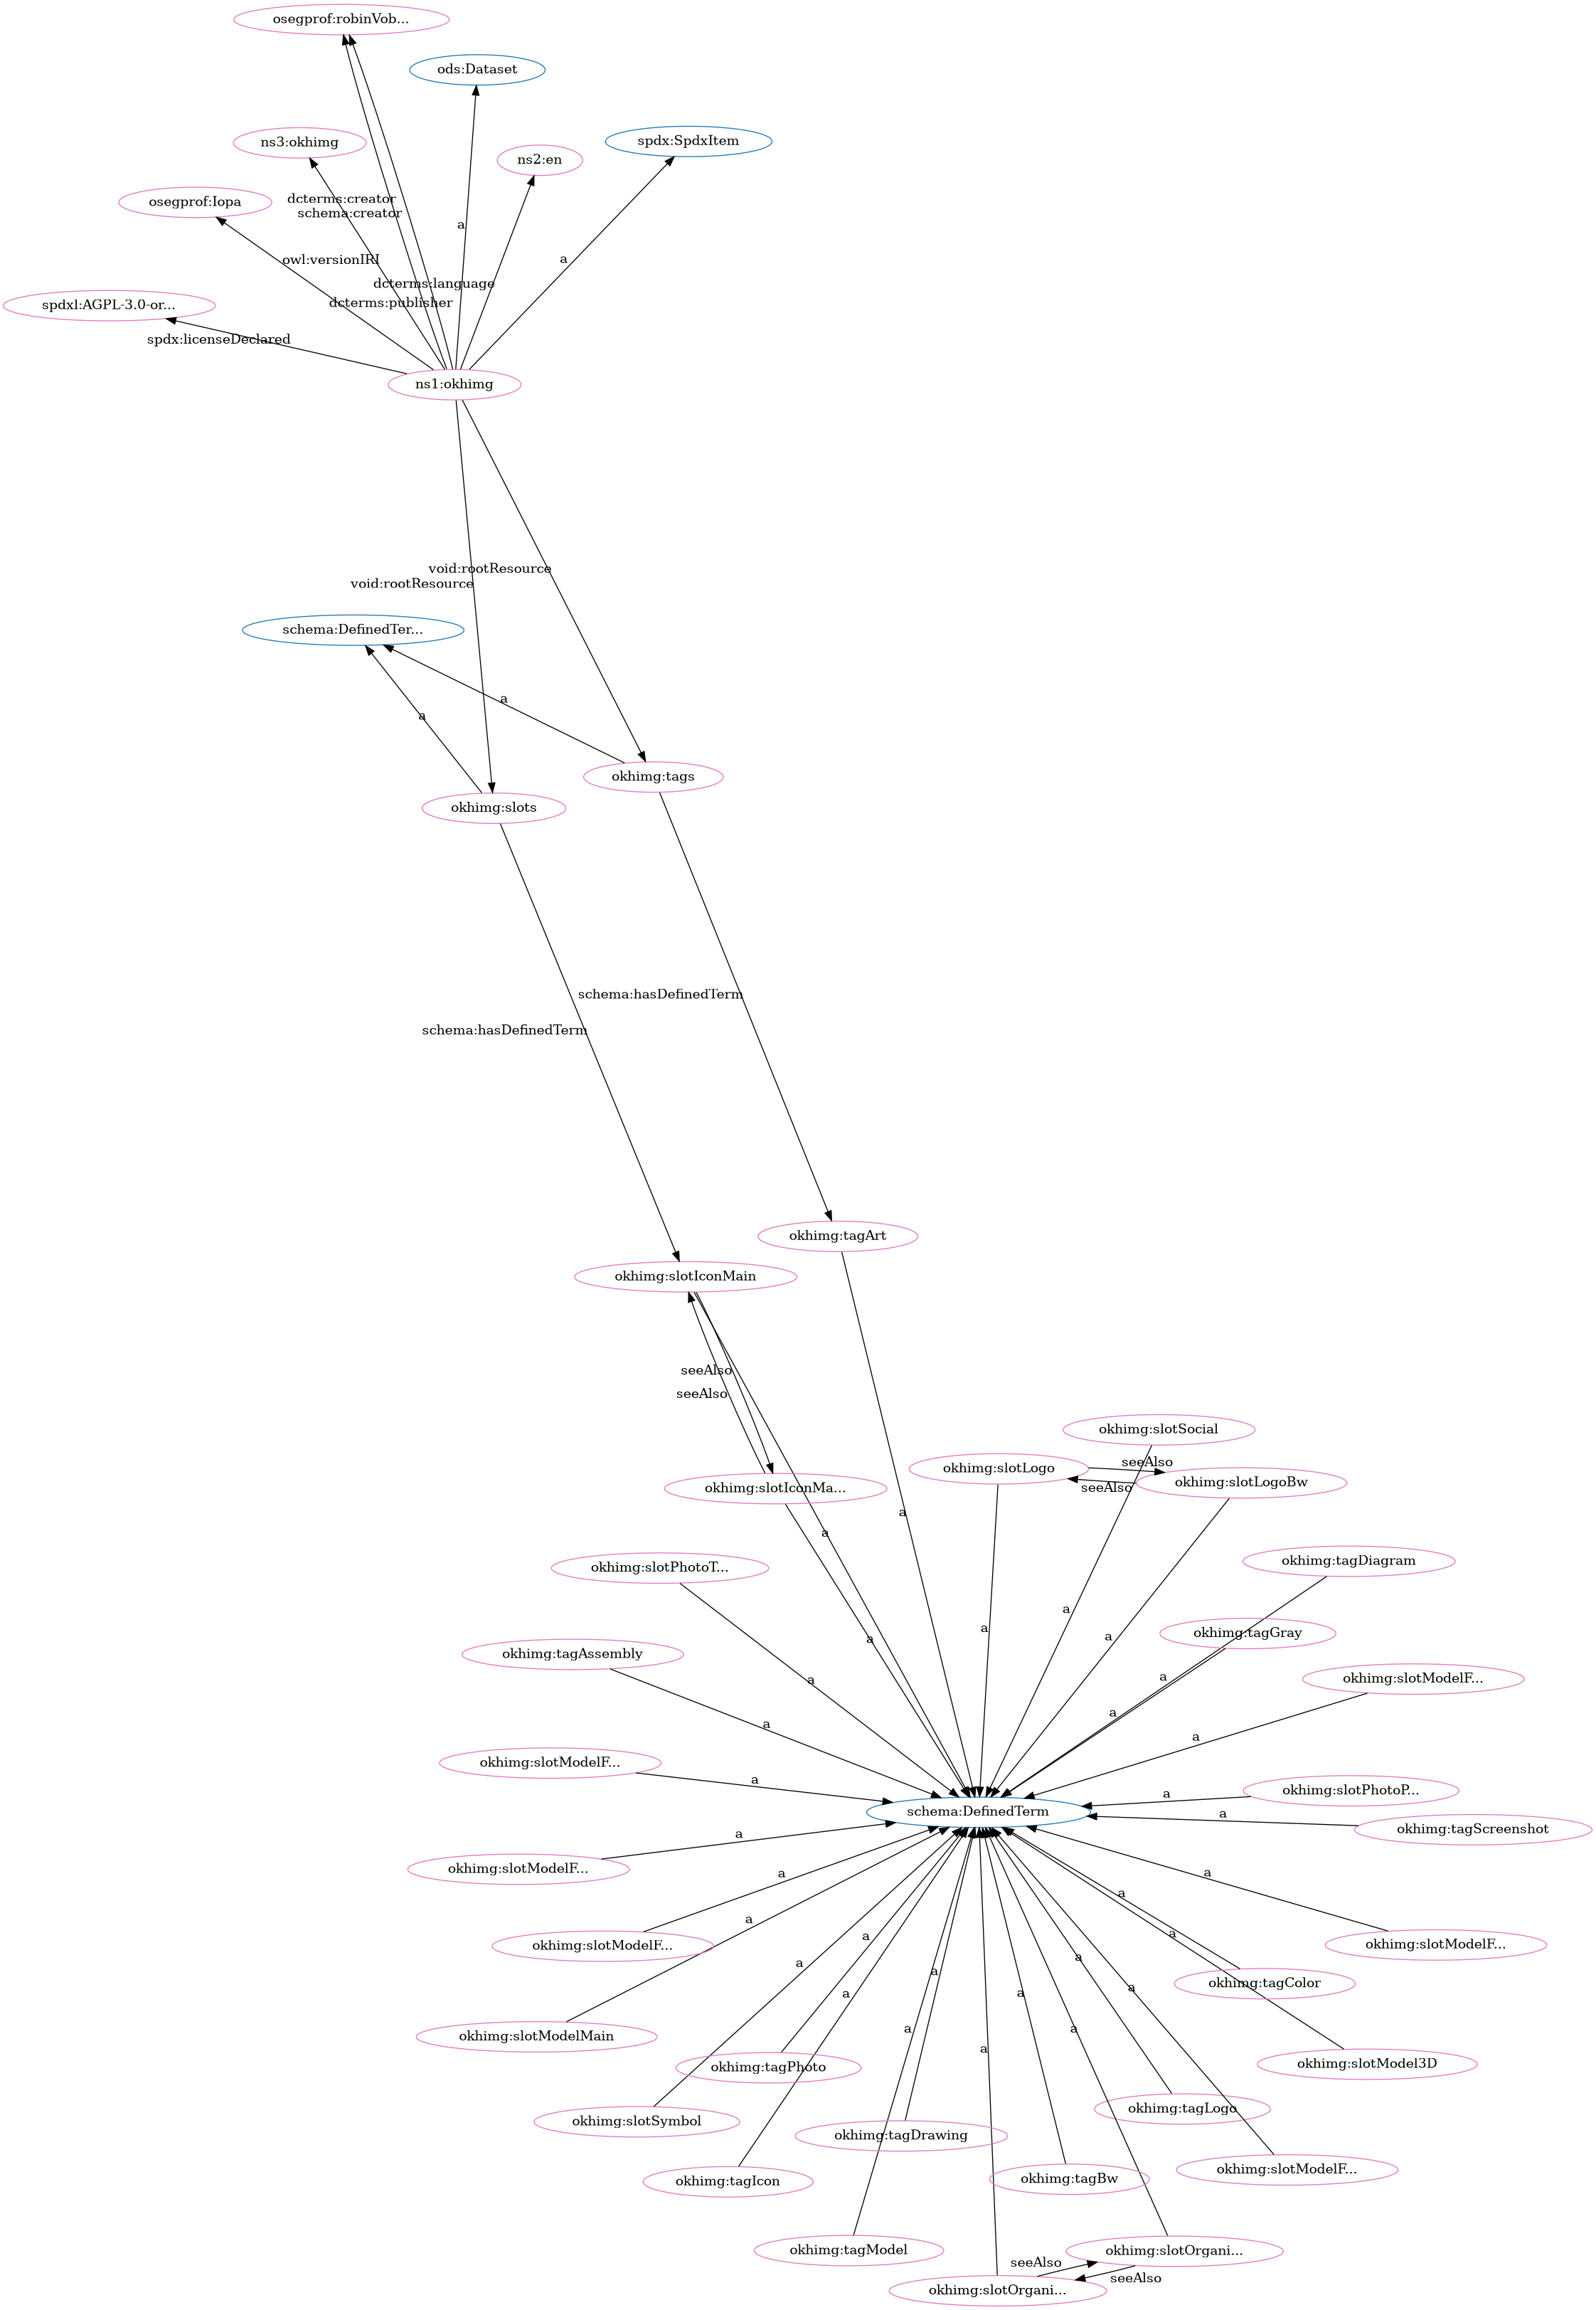 osegprof:robinVob...
ods:Dataset
spdx:SpdxItem
ns3:okhimg
ns2:en
osegprof:Iopa
dcterms:creator
schema:creator
a
owl:versionIRI
a
dcterms:language
dcterms:publisher
spdxl:AGPL-3.0-or...
spdx:licenseDeclared
ns1:okhimg
void:rootResource
void:rootResource
schema:DefinedTer...
a
a
okhimg:tags
okhimg:slots
schema:hasDefinedTerm
schema:hasDefinedTerm
okhimg:tagArt
okhimg:slotIconMain
seeAlso
seeAlso
okhimg:slotSocial
okhimg:slotLogo
seeAlso
okhimg:slotLogoBw
seeAlso
okhimg:slotIconMa...
a
a
okhimg:tagDiagram
okhimg:slotPhotoT...
a
a
a
a
okhimg:tagGray
okhimg:tagAssembly
a
a
okhimg:slotModelF...
a
a
a
okhimg:slotModelF...
a
a
okhimg:slotPhotoP...
schema:DefinedTerm
a
okhimg:tagScreenshot
a
okhimg:slotModelF...
a
a
a
a
okhimg:slotModelF...
a
a
okhimg:slotModelF...
a
a
a
a
okhimg:tagColor
a
a
a
okhimg:slotModelMain
a
a
a
okhimg:tagPhoto
okhimg:slotModel3D
okhimg:slotSymbol
okhimg:tagLogo
okhimg:tagDrawing
okhimg:tagIcon
okhimg:tagBw
okhimg:slotModelF...
okhimg:tagModel
okhimg:slotOrgani...
seeAlso
seeAlso
okhimg:slotOrgani...